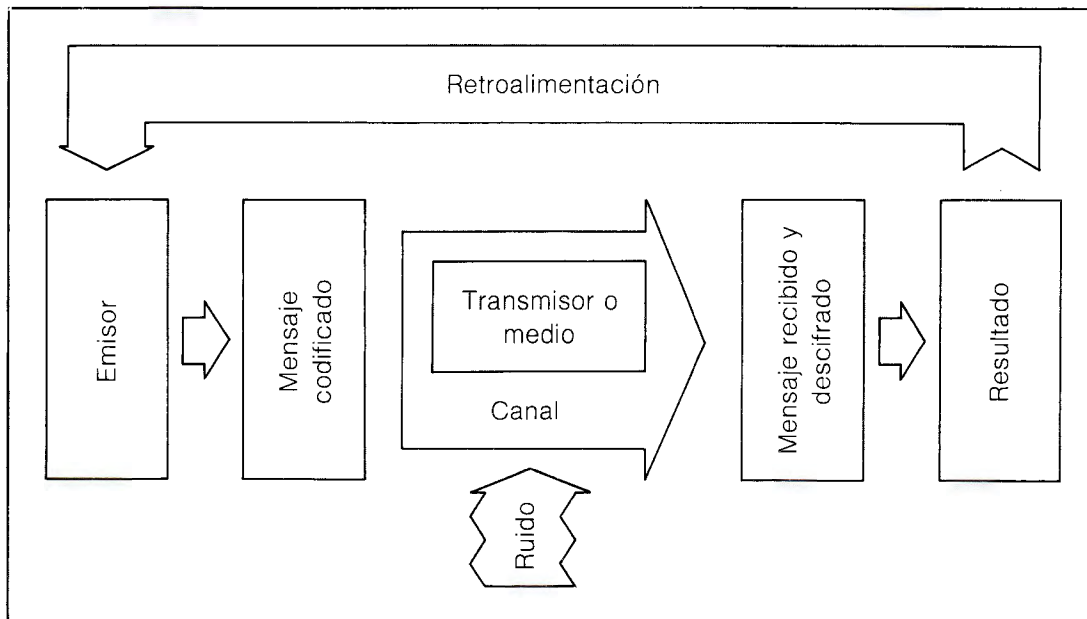 Retroalimentación
Emisor
Mensaje
codificado
Transmisor o
medio
Canal
Ruido
Mensaje recibido y
descifrado
Resultado